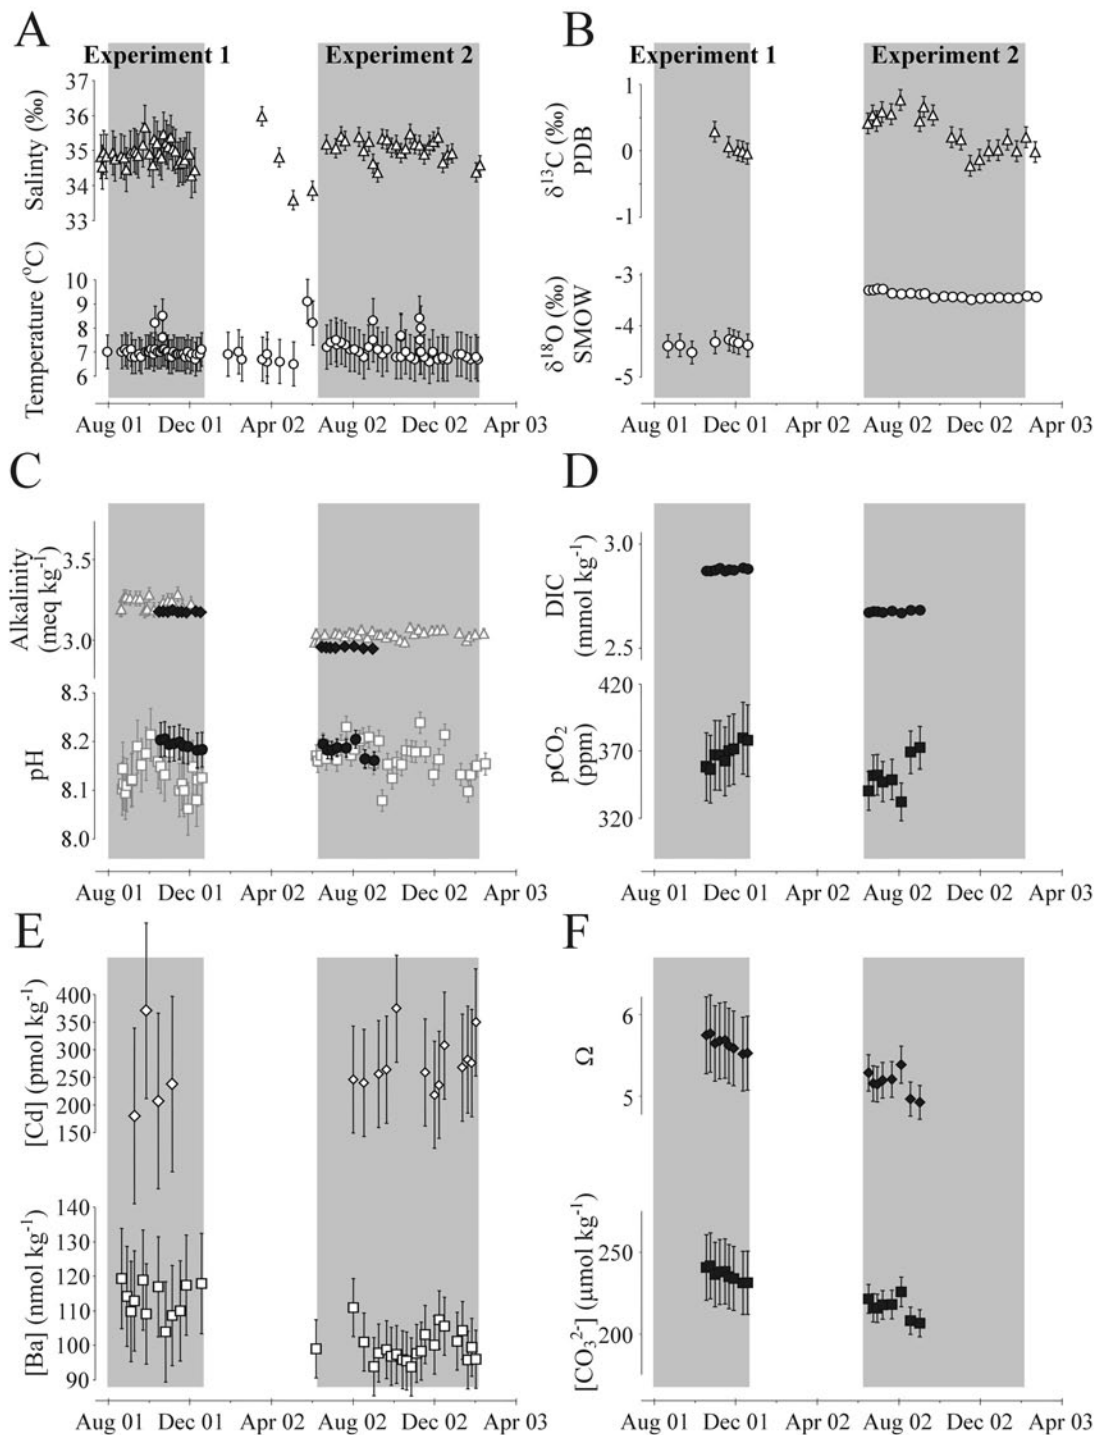 A
Experiment 1
Experiment 2
Salinty (‰)
37
36
35
34
33
Temperature (°C)
10
9
8
7
6
Aug 01 Dec 01 Apr 02 Aug 02 Dec 02 Apr 03
B
Experiment 1
Experiment 2
δ13C (‰)
PDB
1
0
-1
δ18O (‰)
SMOW
-3
-4
-5
Aug 01 Dec 01 Apr 02 Aug 02 Dec 02 Apr 03
C
Alkalinity
(meq kg-1)
3.5
3.0
pH
8.3
8.2
8.1
8.0
Aug 01 Dec 01 Apr 02 Aug 02 Dec 02 Apr 03
D
DIC
(mmol kg-1)
3.0
2.5
pCO2
(ppm)
420
370
320
Aug 01 Dec 01 Apr 02 Aug 02 Dec 02 Apr 03
E
[Cd] (pmol kg-1)
400
350
300
250
200
150
[Ba] (nmol kg-1)
140
130
120
110
100
90
Aug 01 Dec 01 Apr 02 Aug 02 Dec 02 Apr 03
F
Ω
6
5
[CO32-] (μmol kg-1)
250
200
Aug 01 Dec 01 Apr 02 Aug 02 Dec 02 Apr 03